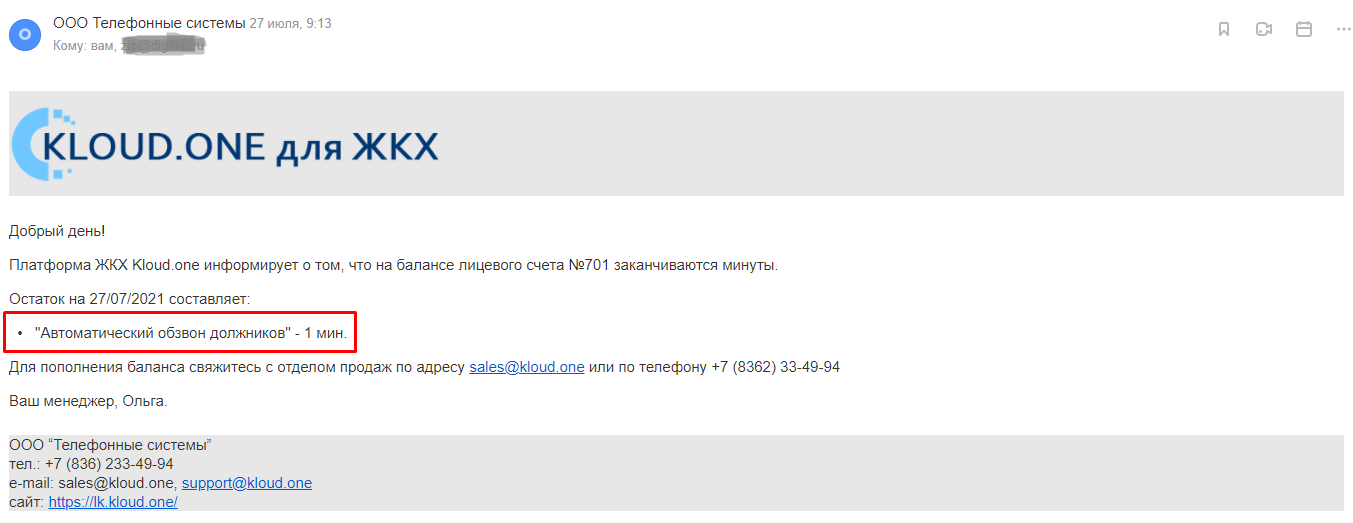 О
ООО Телефонные системы 27 июля, 9:13
Кому: вам,
KLOUD.ONE для ЖКХ
Добрый день!
Платформа ЖКХ Kloud.one информирует о том, что на балансе лицевого счета №701 заканчиваются минуты.
Остаток на 27/07/2021 составляет:
• "Автоматический обзвон должников" - 1 мин.
Для пополнения баланса свяжитесь с отделом продаж по адресу sales@kloud.one или по телефону +7 (8362) 33-49-94
Ваш менеджер, Ольга.
ООО “Телефонные системы”
тел.: +7 (836) 233-49-94
e-mail: sales@kloud.one, support@kloud.one
сайт: https://lk.kloud.one/